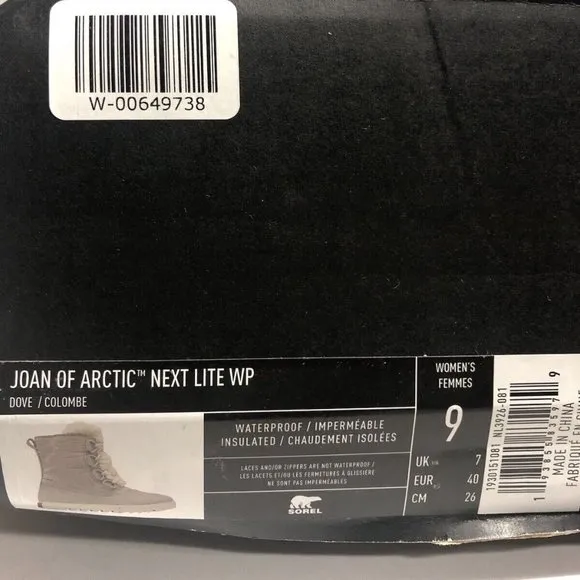 W-00649738
JOAN OF ARCTIC™ NEXT LITE WP
DOVE / COLOMBE
WATERPROOF / IMPERMÉABLE
INSULATED / CHAUDEMENT ISOLÉES
LACES AND/OR ZIPPERS ARE NOT WATERPROOF /
LES LACETS ET/OU LES FERMETURES À GLISSIÈRE
NE SONT PAS IMPERMÉABLES
SOREL
WOMEN'S
FEMMES
9
UK 7
EUR 40
CM 26
1930151081 NL3926-081
9
MADE IN CHINA
FABRIQUÉ EN